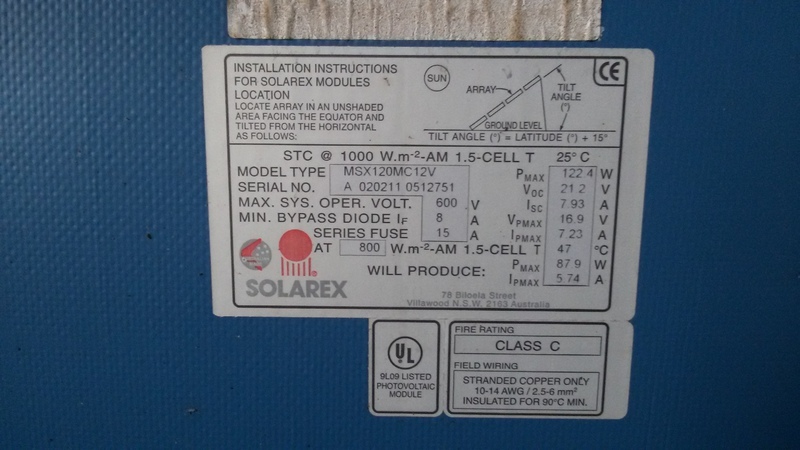 INSTALLATION INSTRUCTIONS
FOR SOLAREX MODULES
LOCATION
LOCATE ARRAY IN AN UNSHADED
AREA FACING THE EQUATOR AND
TILTED FROM THE HORIZONTAL
AS FOLLOWS:
SUN
ARRAY
TILT
ANGLE
(°)
CE
GROUND LEVEL
TILT ANGLE (°) = LATITUDE (°) + 15°
STC @ 1000 W.m-2-AM 1.5-CELL T 25° C
MODEL TYPE MSX120MC12V PMAX 122.4 W
SERIAL NO. A 020211 0512751 VOC 21.2 V
MAX. SYS. OPER. VOLT. 600 V ISC 7.93 A
MIN. BYPASS DIODE IF 8 A VPMAX 16.9 V
SERIES FUSE 15 A IPMAX 7.23 A
AT 800 W.m-2-AM 1.5-CELL T 47 °C
WILL PRODUCE: PMAX 87.9 W
IPMAX 5.74 A
SOLAREX
78 Biloela Street
Villawood N.S.W. 2163 Australia
UL
9L09 LISTED
PHOTOVOLTAIC
MODULE
FIRE RATING
CLASS C
FIELD WIRING
STRANDED COPPER ONLY
10-14 AWG / 2.5-6 mm2
INSULATED FOR 90°C MIN.